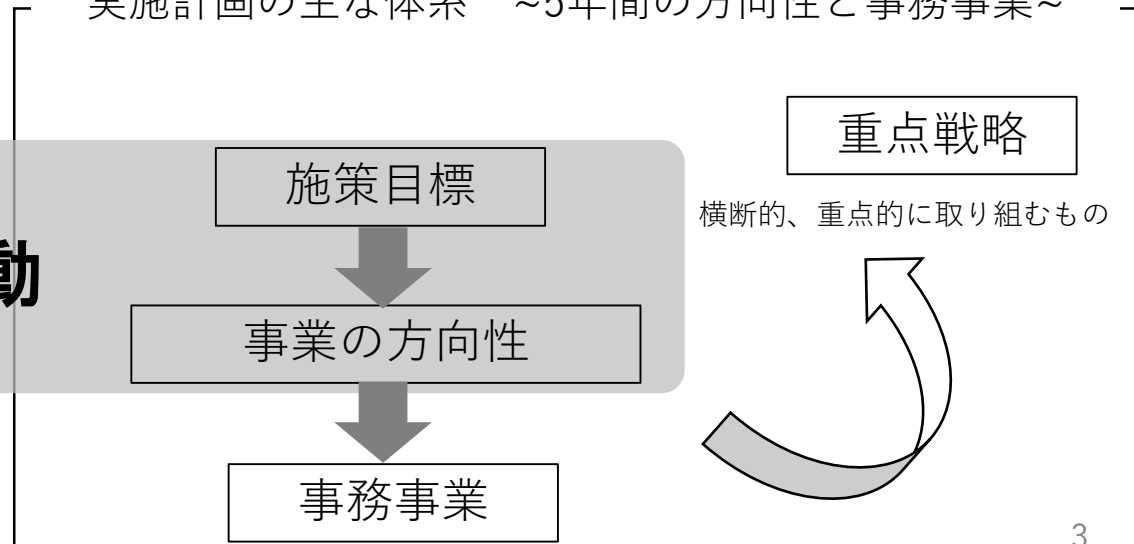 実施計画の主な体系 ~5年間の方向性と事務事業~
重点戦略
施策目標
横断的、重点的に取り組むもの
動
事業の方向性
事務事業
3